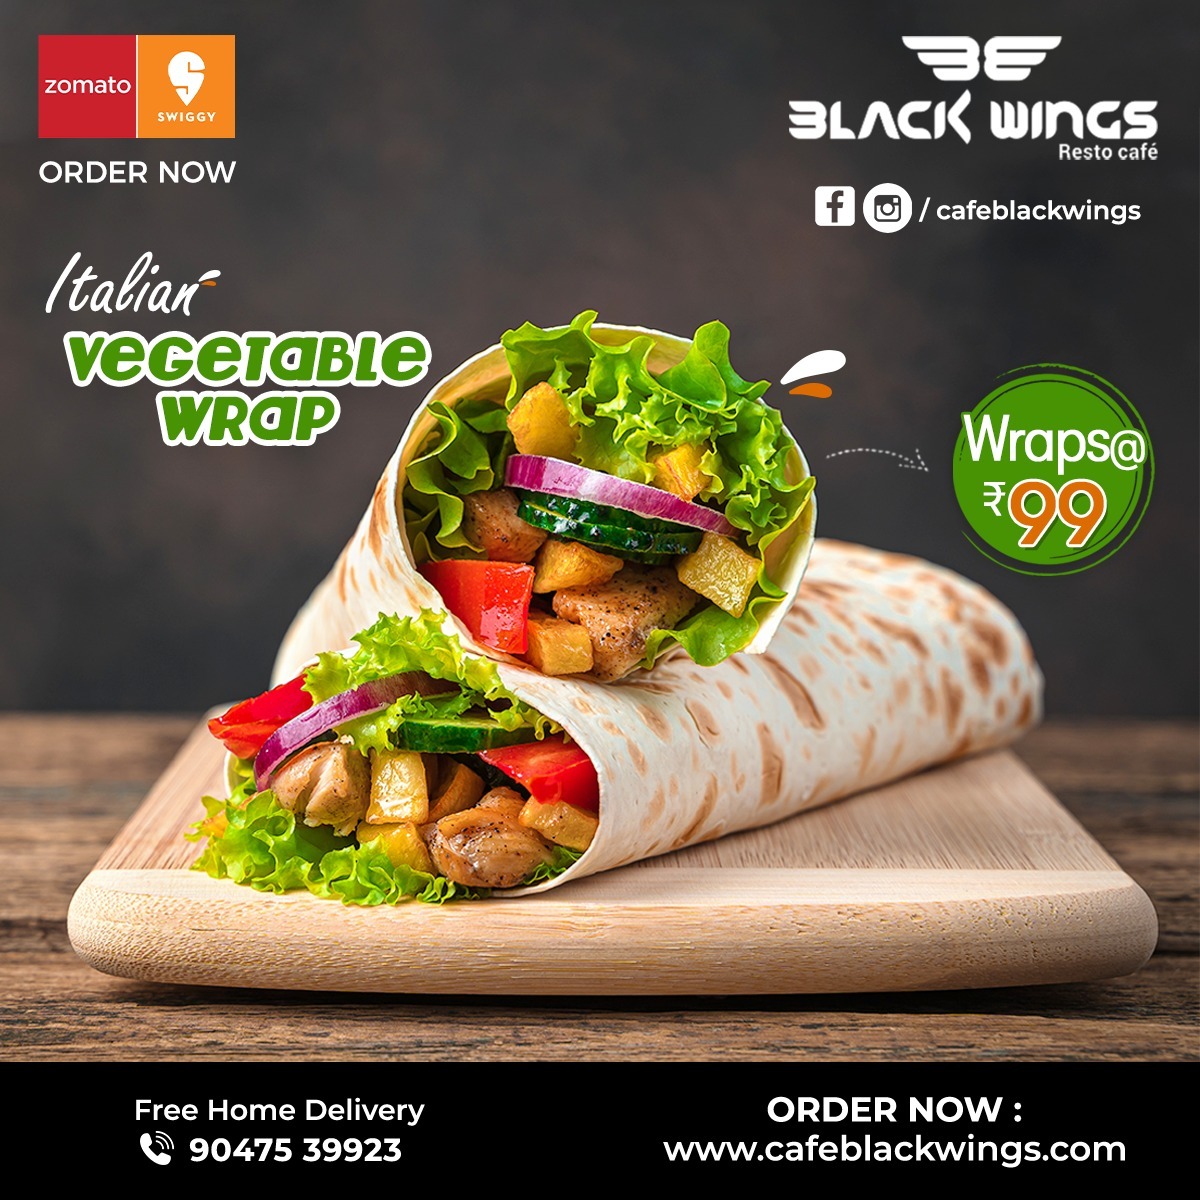 zomato
SWIGGY
ORDER NOW
BLACK WINGS
Resto café
/ cafeblackwings
Italian
VEGETABLE
WRAP
Wraps@
₹99
Free Home Delivery
90475 39923
ORDER NOW :
www.cafeblackwings.com